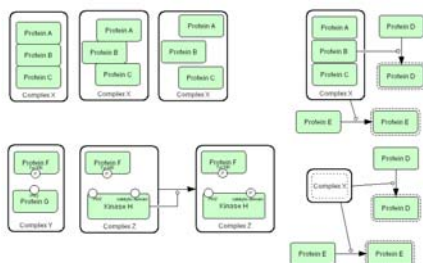 Protein A
Protein B
Protein C
Complex X
Protein A
Protein B
Protein C
Complex X
Protein A
Protein B
Protein C
Complex X
Protein A
Protein B
Protein C
Complex X
Protein D
Protein D
Protein E
Protein E
Protein F
Protein G
Complex Y
Protein F
Kinase H
Complex Z
Protein F
Kinase H
Complex Z
Complex X
Protein D
Protein D
Protein E
Protein E